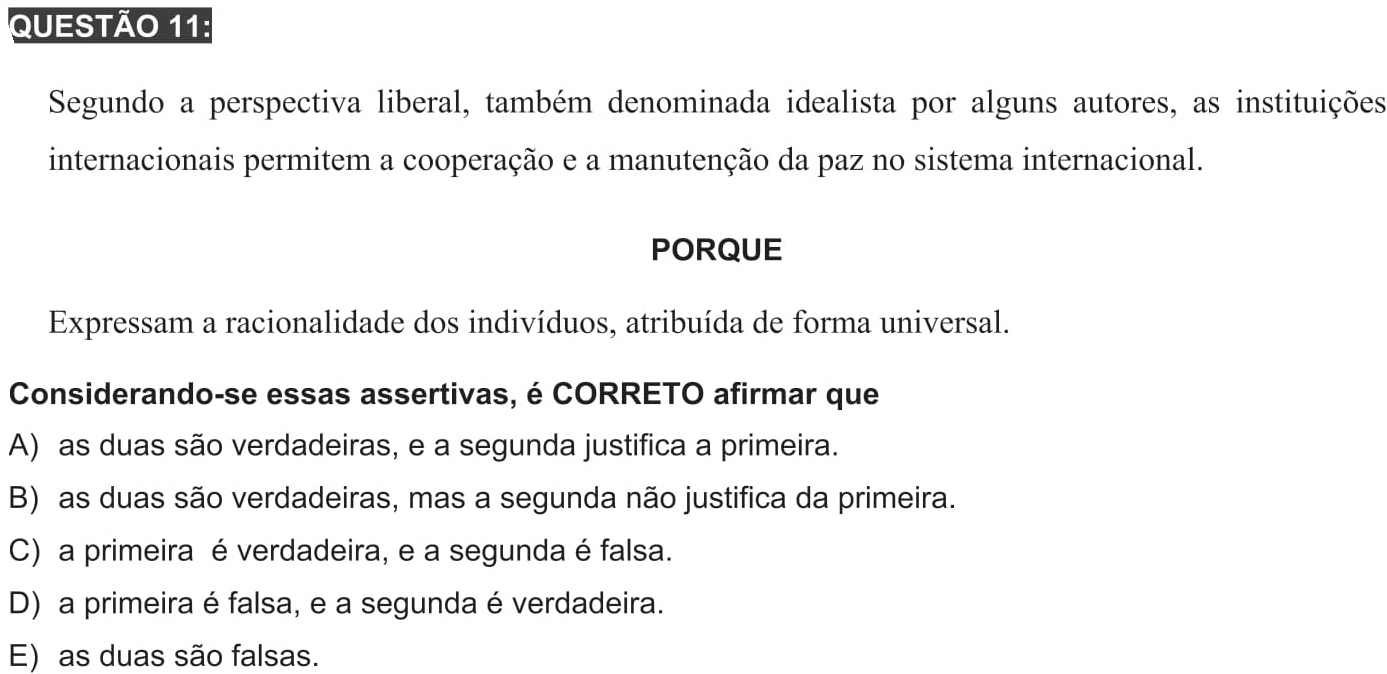 QUESTÃO 11:
Segundo a perspectiva liberal, também denominada idealista por alguns autores, as instituições
internacionais permitem a cooperação e a manutenção da paz no sistema internacional.
PORQUE
Expressam a racionalidade dos indivíduos, atribuída de forma universal.
Considerando-se essas assertivas, é CORRETO afirmar que
A) as duas são verdadeiras, e a segunda justifica a primeira.
B) as duas são verdadeiras, mas a segunda não justifica da primeira.
C) a primeira é verdadeira, e a segunda é falsa.
D) a primeira é falsa, e a segunda é verdadeira.
E) as duas são falsas.